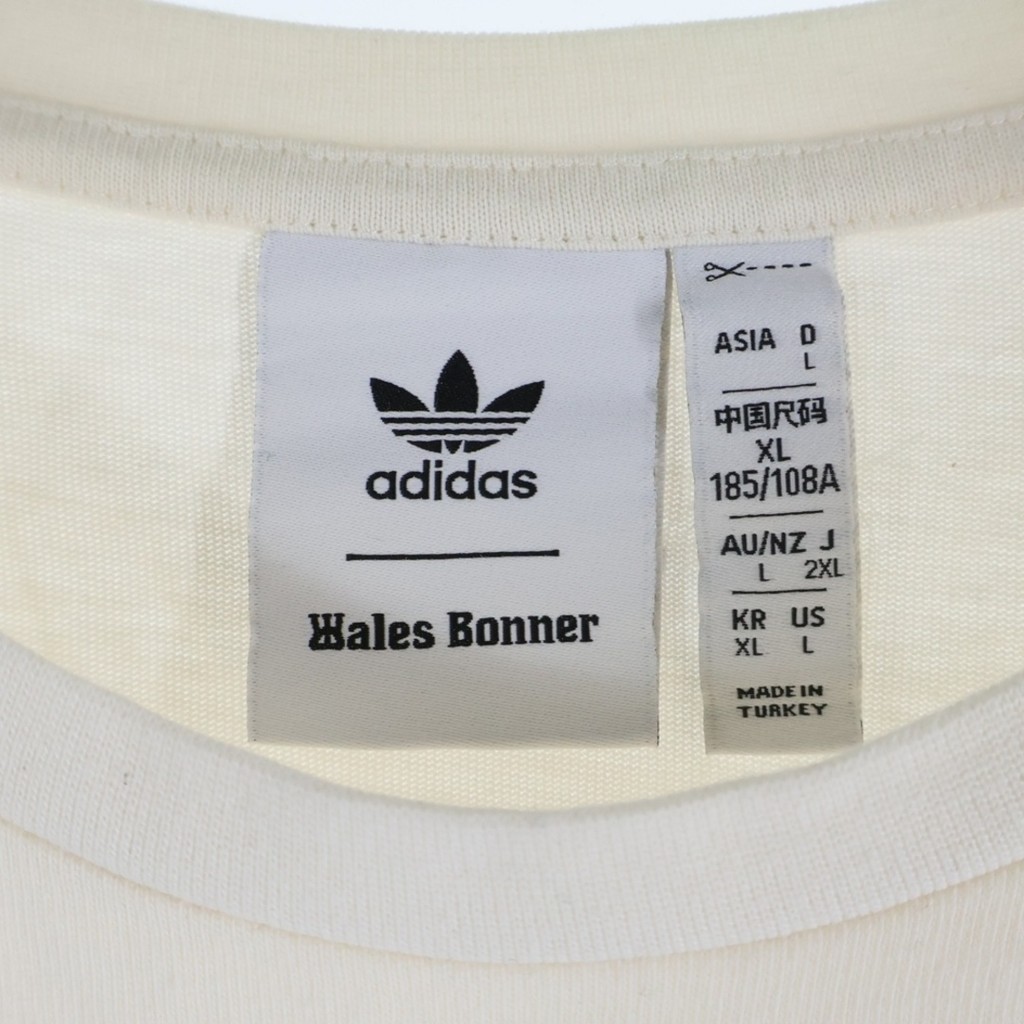 adidas
Wales Bonner
ASIA D
L
中国尺码
XL
185/108A
AU/NZ J
L 2XL
KR US
XL L
MADE IN
TURKEY